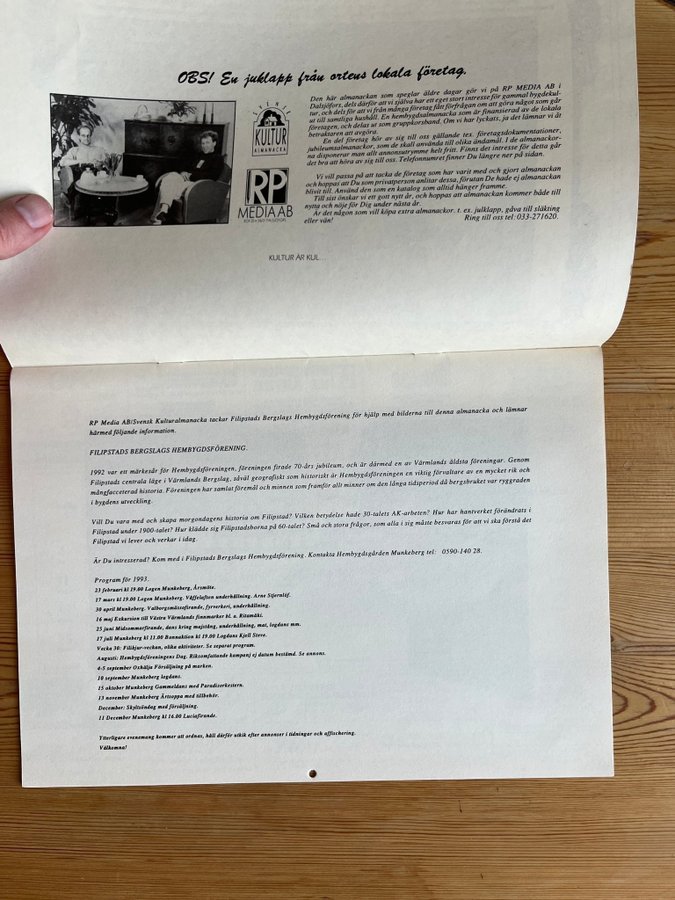 OBS! En juklapp från ortens lokala företag.
SVENSK
KULTUR
ALMANACKA
RP
MEDIA AB
KULTUR ÄR KUL...
Den här almanackan som speglar äldre dagar gör vi på RP MEDIA AB i
Dalsjöfors, dels därför att vi själva har ett eget stort intresse för gammal bygdekul-
tur, och dels för att vi från många företag fått förfrågan om att göra något som går
ut till samtliga hushåll. En hembygdsalmanacka som är finansierad av de lokala
företagen, och delas ut som gruppkorsband, Om vi har lyckats, ja det lämnar vi åt
betraktaren att avgöra.
En del företag hör av sig till oss gällande tex. företagsdokumentationer,
jubileumsalmanackor, som de skall använda till olika ändamål. I de almanackor-
na disponerar man allt annonsutrymme helt fritt. Finns det intresse för detta går
det bra att höra av sig till oss. Telefonnumret finner Du längre ner på sidan.
Vi vill passa på att tacka de företag som har varit med och gjort almanackan
och hoppas att Du som privatperson anlitar dessa, förutan De hade ej almanackan
blivit till. Använd den som en katalog som alltid hänger framme.
Till sist önskar vi ett gott nytt år, och hoppas att almanackan kommer både till
nytta och nöje för Dig under nästa år.
Är det någon som vill köpa extra almanackor. t. ex. julklapp, gåva till släkting
eller vän! Ring till oss tel: 033-271620.
RP Media AB/Svensk Kulturalmanacka tackar Filipstads Bergslags Hembygdsförening för hjälp med bilderna till denna almanacka och lämnar
härmed följande information.
FILIPSTADS BERGSLAGS HEMBYGDSFÖRENING.
1992 var ett märkesår för Hembygdsföreningen, föreningen firade 70-års jubileum, och är därmed en av Värmlands äldsta föreningar. Genom
Filipstads centrala läge i Värmlands Bergslag, såväl geografiskt som historiskt är Hembygdsföreningen en viktig förvaltare av en mycket rik och
mångfacetterad historia. Föreningen har samlat föremål och minnen som framför allt minner om den långa tidsperiod då bergsbruket var ryggraden
i bygdens utveckling.
Vill Du vara med och skapa morgondagens historia om Filipstad? Vilken betydelse hade 30-talets AK-arbeten? Hur har hantverket förändrats i
Filipstad under 1900-talet? Hur klädde sig Filipstadsborna på 60-talet? Små och stora frågor, som alla i sig måste besvaras för att vi ska förstå det
Filipstad vi lever och verkar i idag.
Är Du intresserad? Kom med i Filipstads Bergslags Hembygdsförening. Kontakta Hembygdsgården Munkeberg tel: 0590-140 28.
Program för 1993.
23 februari kl 19.00 Logen Munkeberg, Årsmöte.
17 mars kl 19.00 Logen Munkeberg. Våffelafton underhållning. Arne Stjernlöf.
30 april Munkeberg. Valborgsmässofirande, fyrverkeri, underhållning.
16 maj Exkursion till Västra Värmlands finnmarker bl. a. Ritamäki.
25 juni Midsommarfirande, dans kring majstång, underhållning, mat, logdans mm.
17 juli Munkeberg kl 11.00 Bannaktion kl 19.00 Logdans Kjell Steve.
Vecka 30: Filikjur-veckan, olika aktiviteter. Se separat program.
Augusti: Hembygdsföreningens Dag. Riksomfattande kampanj ej datum bestämd. Se annons.
4-5 september Oxhälja Försäljning på marken.
10 september Munkeberg logdans.
15 oktober Munkeberg Gammeldans med Paradisorkestern.
13 november Munkeberg Ärtsoppa med tillbehör.
December: Skyltsöndag med försäljning.
11 December Munkeberg kl 16.00 Luciafirande.
Ytterligare evenemang kommer att ordnas, håll därför utkik efter annonser i tidningar och affischering.
Välkomna!